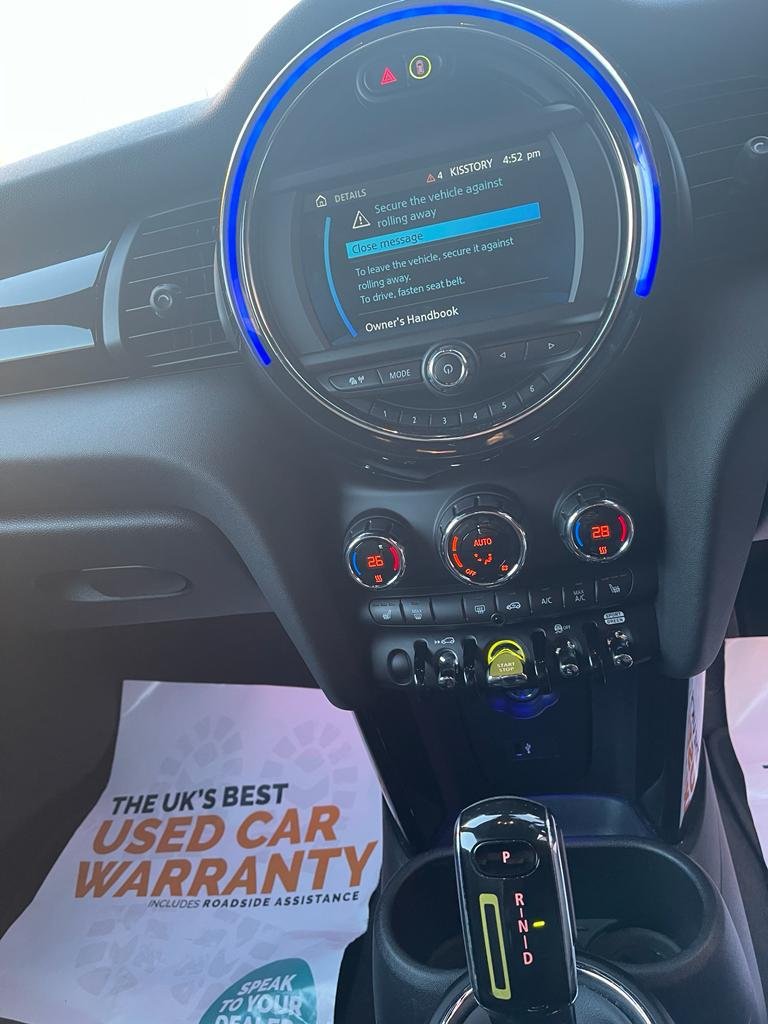 4 KISSTORY 4:52 pm
DETAILS
Secure the vehicle against
rolling away
Close message
To leave the vehicle, secure it against
rolling away.
To drive, fasten seat belt.
Owner's Handbook
MODE
1 2 3 4 5 6
26
AUTO
OFF
28
MAX
A/C
MAX
A/C
OFF
SPORT
GREEN
START
STOP
THE UK'S BEST
USED CAR
WARRANTY
INCLUDES ROADSIDE ASSISTANCE
SPEAK
TO YOUR
DEALER
P
R
N
D